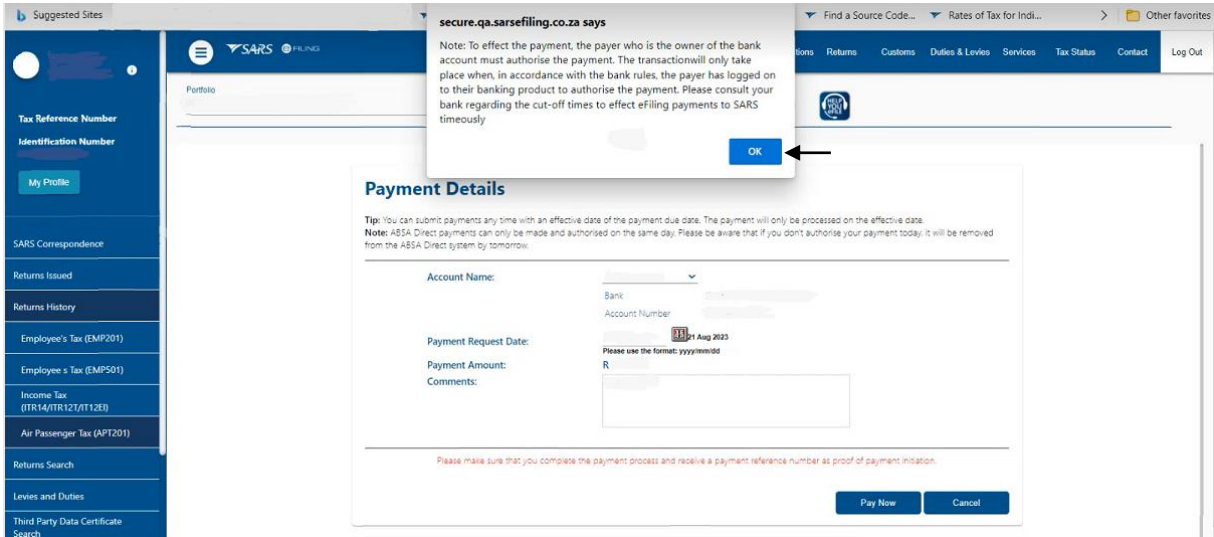 Suggested Sites
Find a Source Code...
Rates of Tax for Indi...
Other favorites
secure.qa.sarsefiling.co.za says
Note: To effect the payment, the payer who is the owner of the bank
account must authorise the payment. The transactionwill only take
place when, in accordance with the bank rules, the payer has logged on
to their banking product to authorise the payment. Please consult your
bank regarding the cut-off times to effect eFiling payments to SARS
timeously
OK
SARS eFILING
tions Returns Customs Duties & Levies Services Tax Status Contact Log Out
Portfolio
HELP
YOU
eFILE
Tax Reference Number
Identification Number
My Profile
SARS Correspondence
Returns Issued
Returns History
Employee's Tax (EMP201)
Employee s Tax (EMP501)
Income Tax
(ITR14/ITR12T/IT12EI)
Air Passenger Tax (APT201)
Returns Search
Levies and Duties
Third Party Data Certificate
Search
Payment Details
Tip: You can submit payments any time with an effective date of the payment due date. The payment will only be processed on the effective date.
Note: ABSA Direct payments can only be made and authorised on the same day. Please be aware that if you don't authorise your payment today, it will be removed
from the ABSA Direct system by tomorrow.
Account Name:
Bank
Account Number
Payment Request Date:
21 Aug 2023
Please use the format: yyyy/mm/dd
Payment Amount:
R
Comments:
Please make sure that you complete the payment process and receive a payment reference number as proof of payment initiation.
Pay Now
Cancel